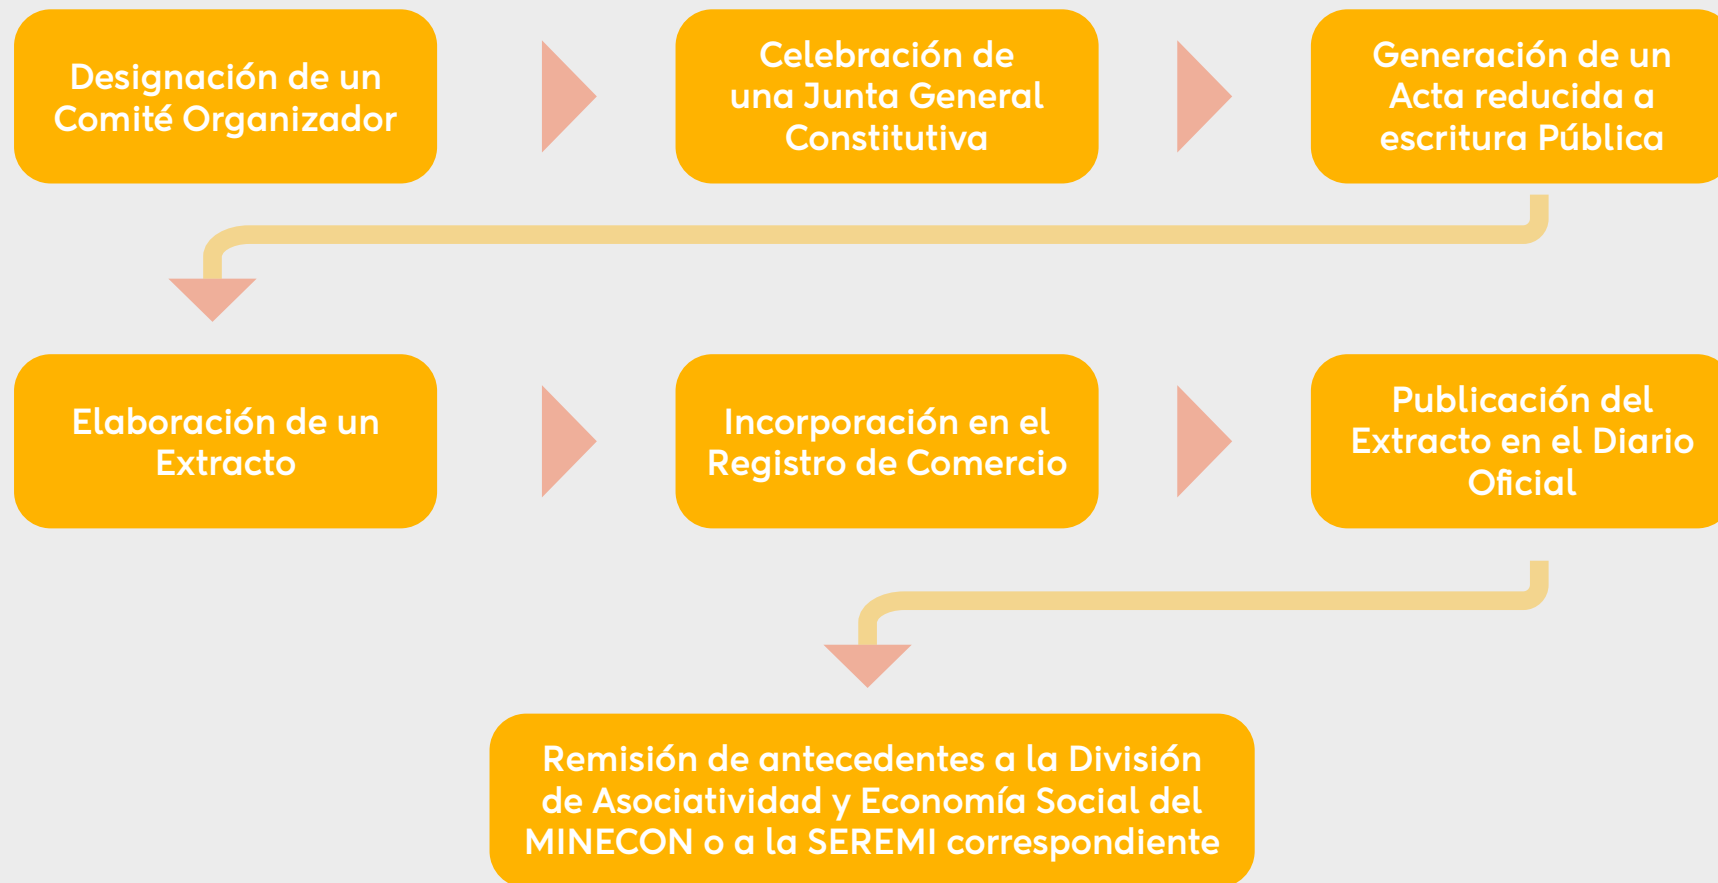 Designación de un
Comité Organizador
Celebración de
una Junta General
Constitutiva
Generación de un
Acta reducida a
escritura Pública
Elaboración de un
Extracto
Incorporación en el
Registro de Comercio
Publicación del
Extracto en el Diario
Oficial
Remisión de antecedentes a la División
de Asociatividad y Economía Social del
MINECON o a la SEREMI correspondiente